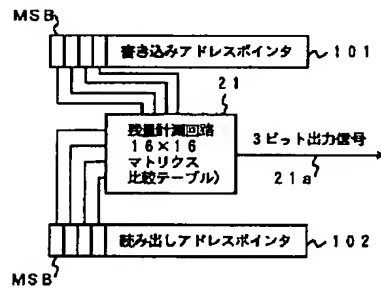 MSB
書き込みアドレスポインタ
101
21
残量計測回路
16×16
マトリクス
比較テーブル)
3ビット出力信号
21a
読み出しアドレスポインタ
102
MSB